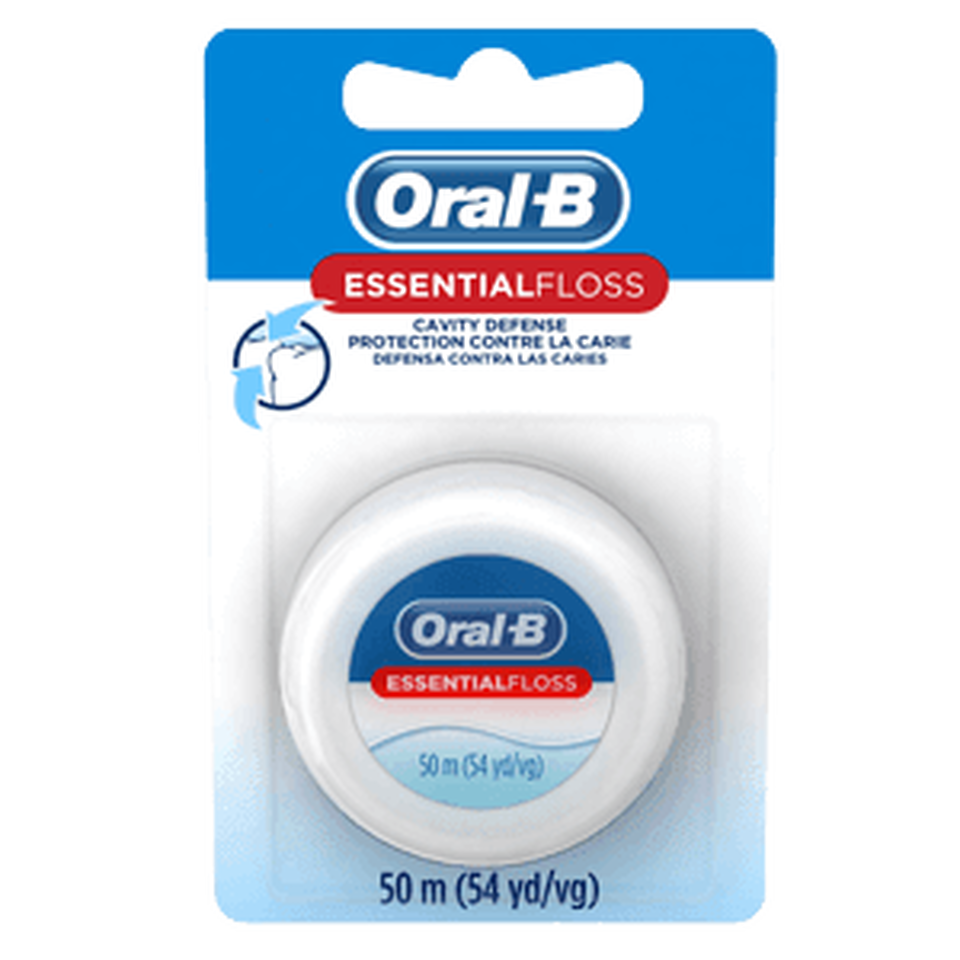 Oral-B
ESSENTIALFLOSS
CAVITY DEFENSE
PROTECTION CONTRE LA CARIE
DEFENSA CONTRA LAS CARIES
Oral-B
ESSENTIALFLOSS
50 m (54 yd/vg)
50 m (54 yd/vg)